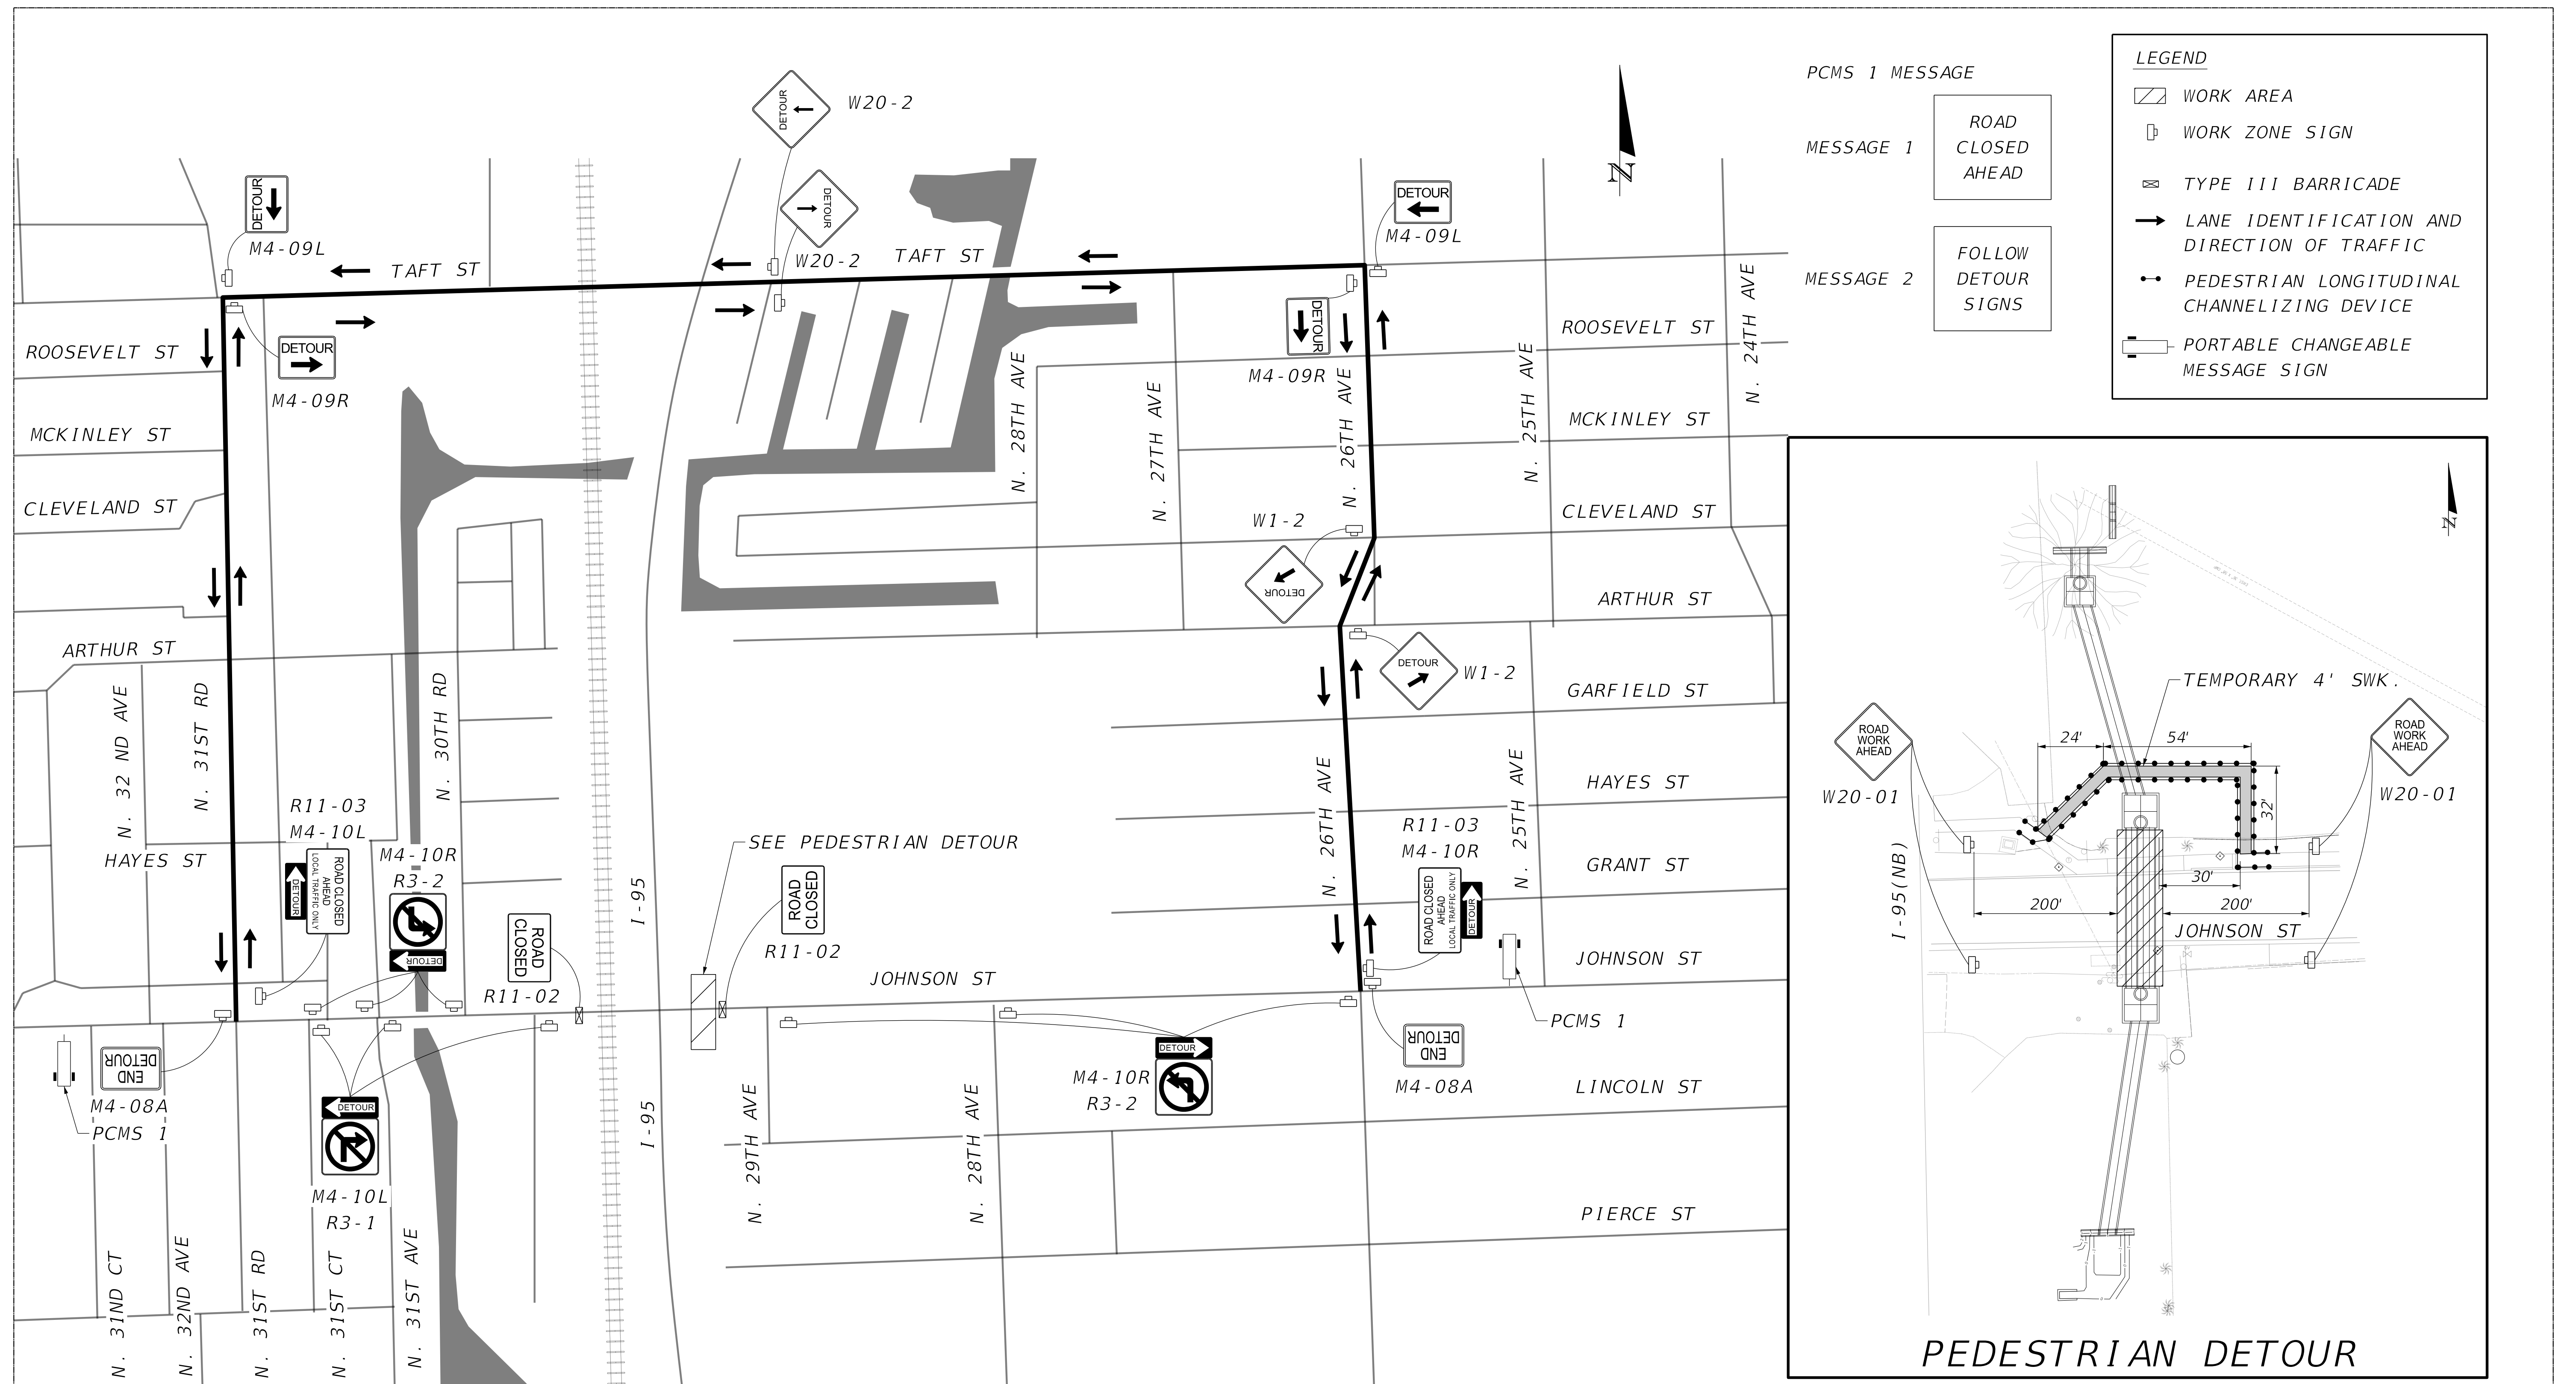 PCMS 1 MESSAGE
MESSAGE 1
ROAD
CLOSED
AHEAD
MESSAGE 2
FOLLOW
DETOUR
SIGNS
LEGEND
WORK AREA
WORK ZONE SIGN
TYPE III BARRICADE
LANE IDENTIFICATION AND
DIRECTION OF TRAFFIC
PEDESTRIAN LONGITUDINAL
CHANNELIZING DEVICE
PORTABLE CHANGEABLE
MESSAGE SIGN
DETOUR
W20-2
DETOUR
W20-2
DETOUR
M4-09L
DETOUR
M4-09L
TAFT ST
TAFT ST
DETOUR
M4-09R
DETOUR
M4-09R
ROOSEVELT ST
MCKINLEY ST
CLEVELAND ST
ARTHUR ST
HAYES ST
ROOSEVELT ST
MCKINLEY ST
CLEVELAND ST
ARTHUR ST
GARFIELD ST
HAYES ST
GRANT ST
JOHNSON ST
LINCOLN ST
PIERCE ST
N. 28TH AVE
N. 27TH AVE
N. 26TH AVE
N. 25TH AVE
N. 24TH AVE
W1-2
DETOUR
DETOUR
W1-2
N. 32 ND AVE
N. 31ST RD
N. 30TH RD
N. 26TH AVE
N. 25TH AVE
R11-03
M4-10L
DETOUR
ROAD CLOSED
AHEAD
LOCAL TRAFFIC ONLY
M4-10R
R3-2
DETOUR
ROAD
CLOSED
R11-02
SEE PEDESTRIAN DETOUR
ROAD
CLOSED
R11-02
I-95
I-95
JOHNSON ST
R11-03
M4-10R
ROAD CLOSED
AHEAD
LOCAL TRAFFIC ONLY
DETOUR
PCMS 1
END
DETOUR
M4-08A
PCMS 1
DETOUR
M4-10L
R3-1
DETOUR
M4-10R
R3-2
END
DETOUR
M4-08A
N. 31ND CT
N. 32ND AVE
N. 31ST RD
N. 31ST CT
N. 31ST AVE
N. 29TH AVE
N. 28TH AVE
TEMPORARY 4' SWK.
ROAD
WORK
AHEAD
W20-01
ROAD
WORK
AHEAD
W20-01
24'
54'
32'
30'
200'
200'
I-95(NB)
JOHNSON ST
PEDESTRIAN DETOUR
N
N